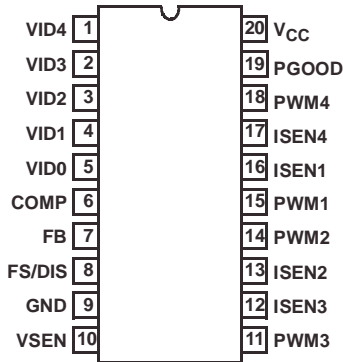 VID4 1 20 VCC
VID3 2 19 PGOOD
VID2 3 18 PWM4
VID1 4 17 ISEN4
VID0 5 16 ISEN1
COMP 6 15 PWM1
FB 7 14 PWM2
FS/DIS 8 13 ISEN2
GND 9 12 ISEN3
VSEN 10 11 PWM3